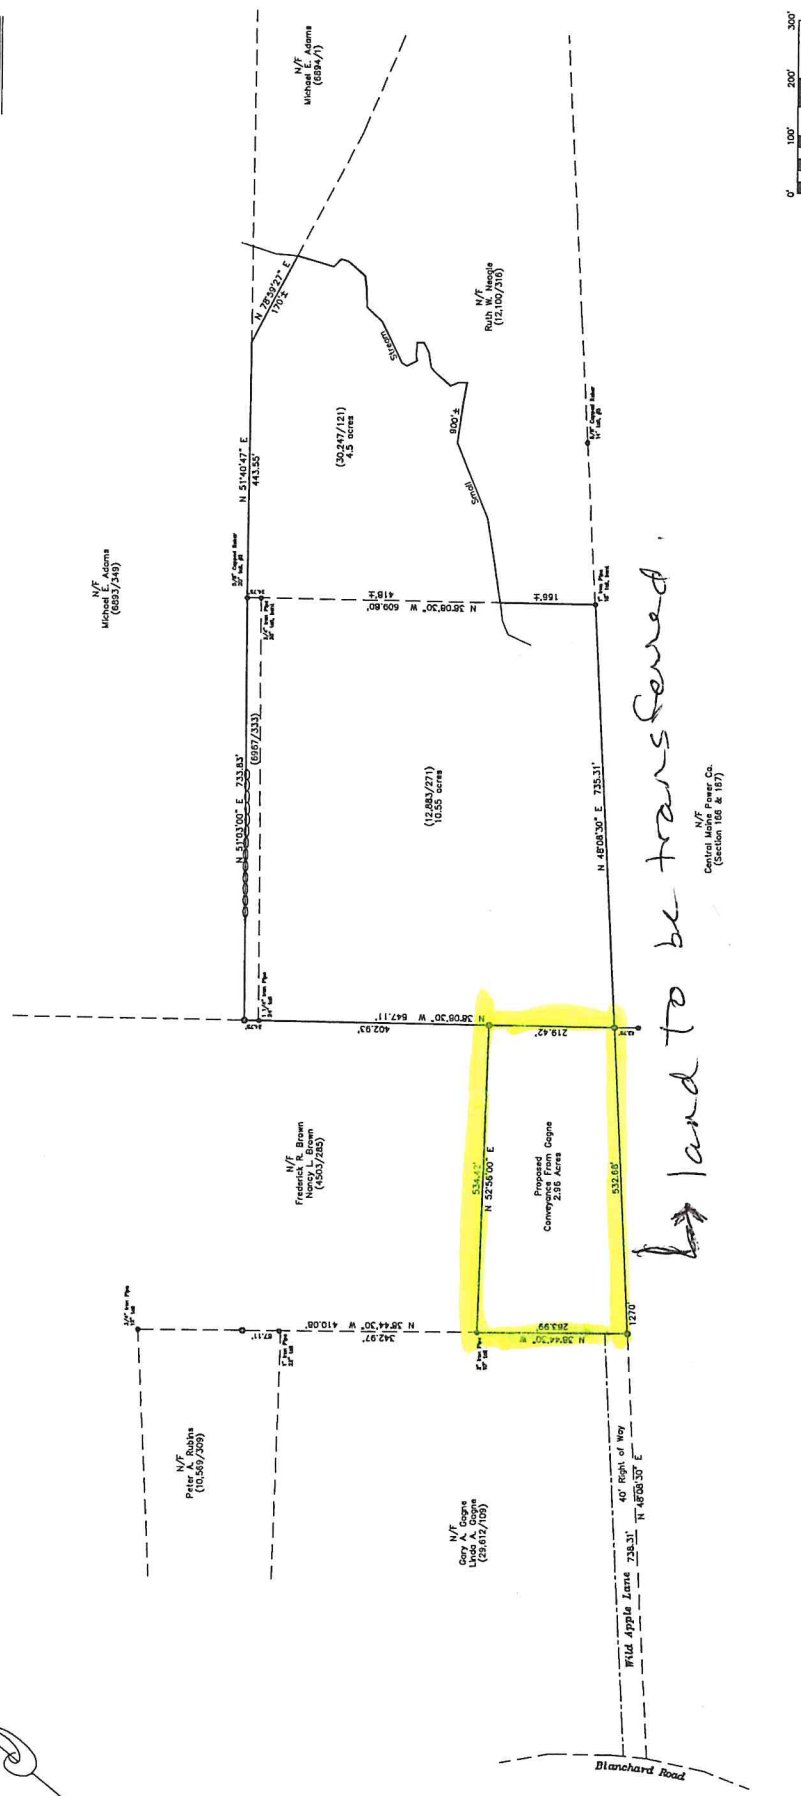 N/F
Michael E. Adams
(6894/1)
N 78°59'27" E
170'±
N/F
Michael E. Adams
(6893/349)
N 51°40'47" E
443.55'
(30,247/121)
4.5 acres
Small
Stream
900'±
N/F
Ruth W. Neagle
(12,100/316)
N 51°03'00" E 733.83'
(6967/333)
N 38°08'30" W 609.80'
418'±
166'±
(12,883/271)
10.55 acres
N 48°08'30" E 735.31'
N/F
Central Maine Power Co.
(Section 166 & 167)
N 38°08'30" W 647.11'
402.93'
219.42'
N/F
Frederick R. Brown
Nancy L. Brown
(4503/285)
N 52°56'00" E
Proposed
Conveyance From Gagne
2.96 Acres
532.68'
N 38°44'30" W
263.99'
1270'
N 38°44'30" W 410.08'
342.97'
67.11'
N/F
Peter A. Rubins
(10,569/309)
N/F
Gary A. Gagne
Linda A. Gagne
(29,612/109)
40' Right of Way
Wild Apple Lane 738.31'
N 48°08'30" E
Blanchard Road
land to be transferred.
0' 100' 200' 300'